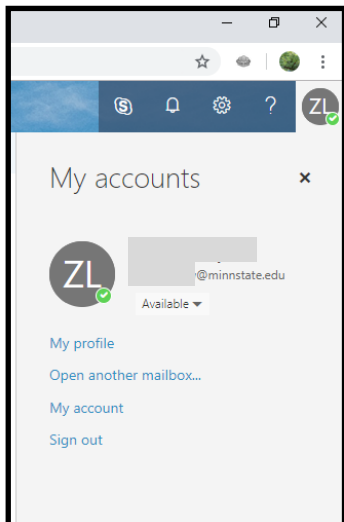 ZL
My accounts
ZL
@minnstate.edu
Available
My profile
Open another mailbox...
My account
Sign out